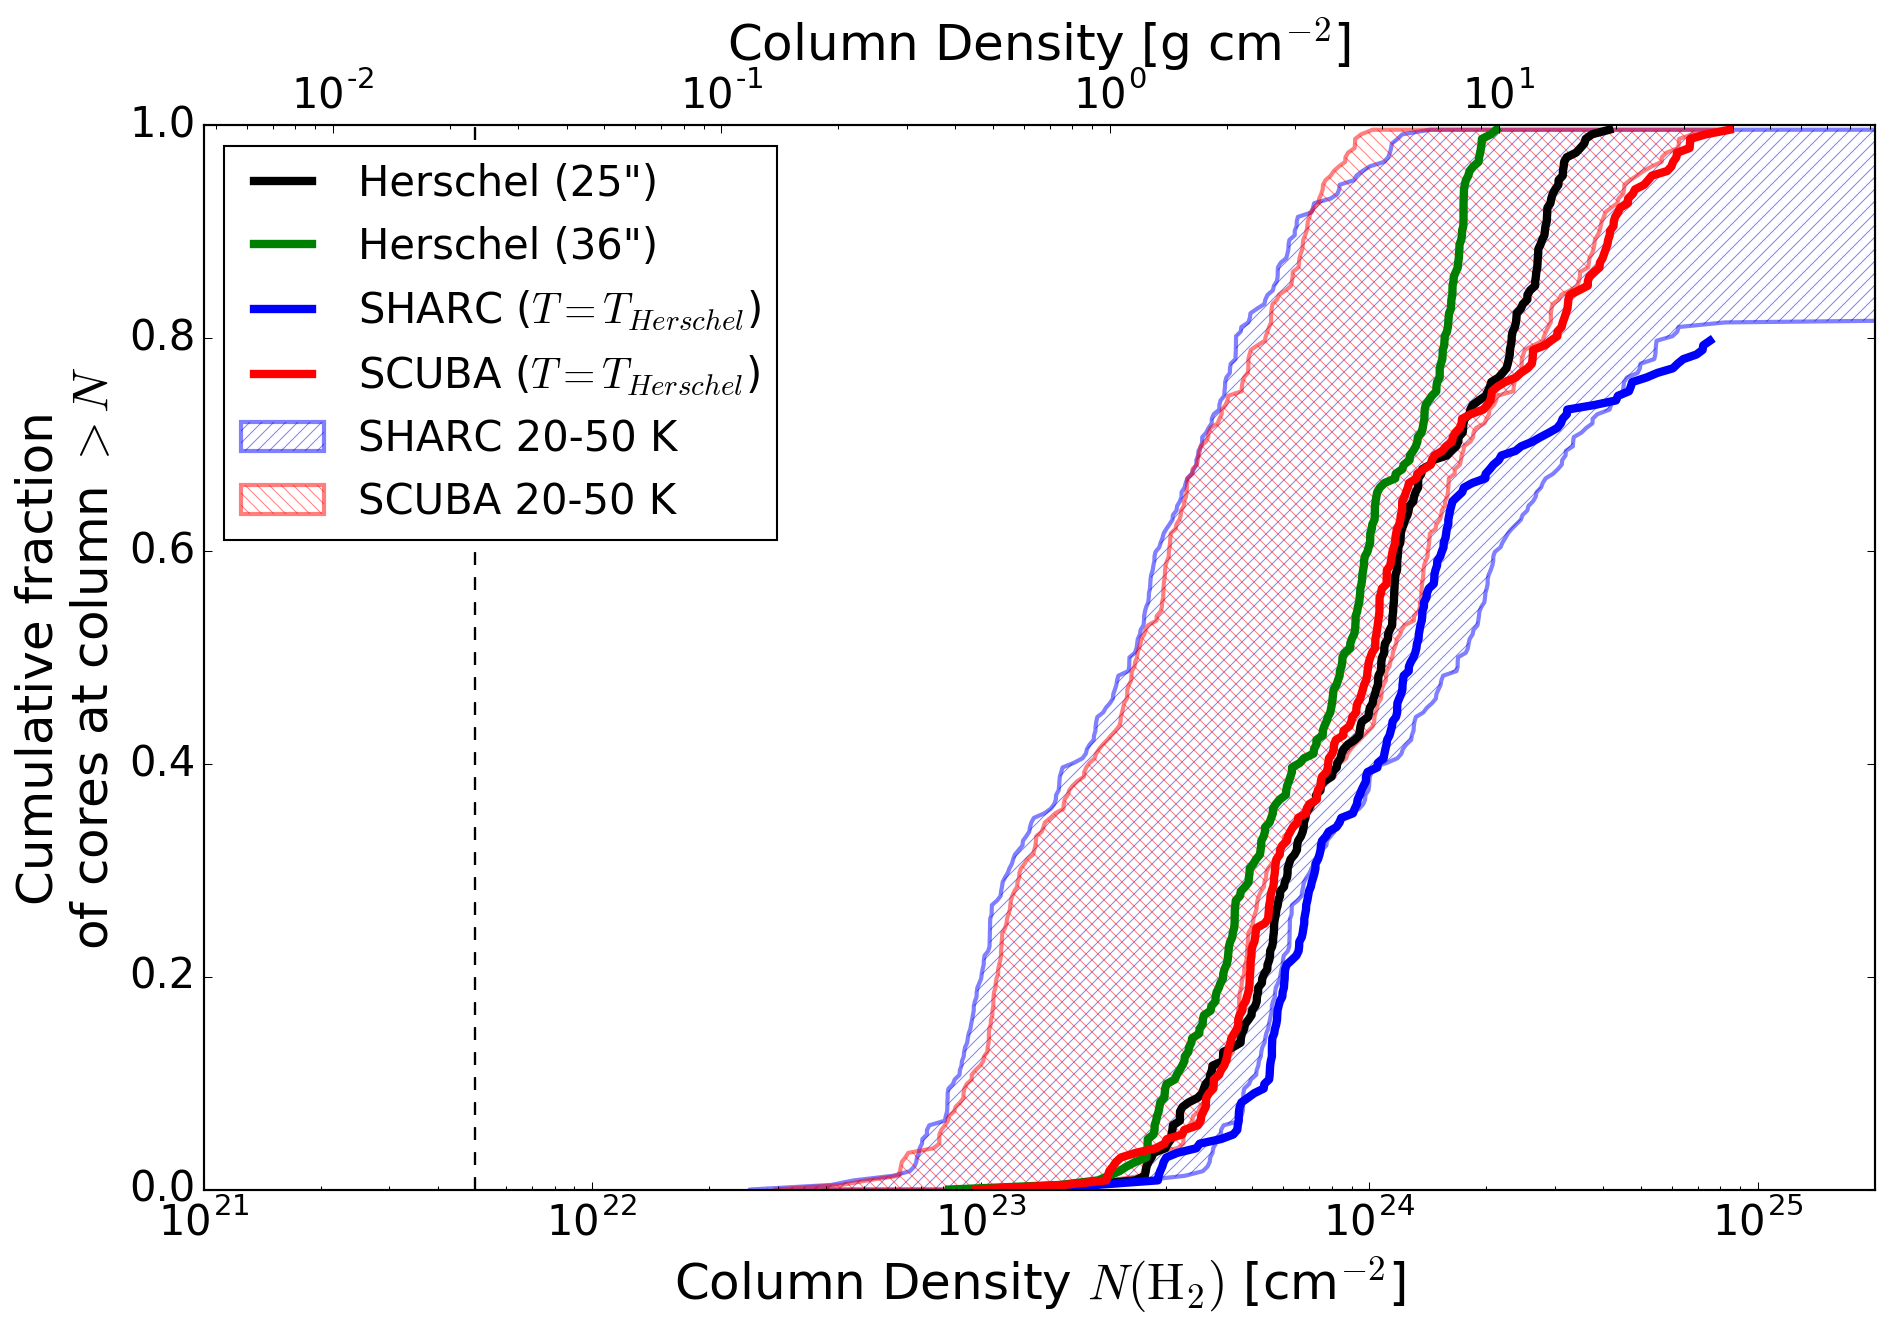 Column Density [g cm⁻²]
10⁻² 10⁻¹ 10⁰ 10¹
1.0
0.8
0.6
0.4
0.2
0.0
Cumulative fraction
of cores at column > N
Herschel (25")
Herschel (36")
SHARC (T = T_Herschel)
SCUBA (T = T_Herschel)
SHARC 20-50 K
SCUBA 20-50 K
10²¹ 10²² 10²³ 10²⁴ 10²⁵
Column Density N(H₂) [cm⁻²]